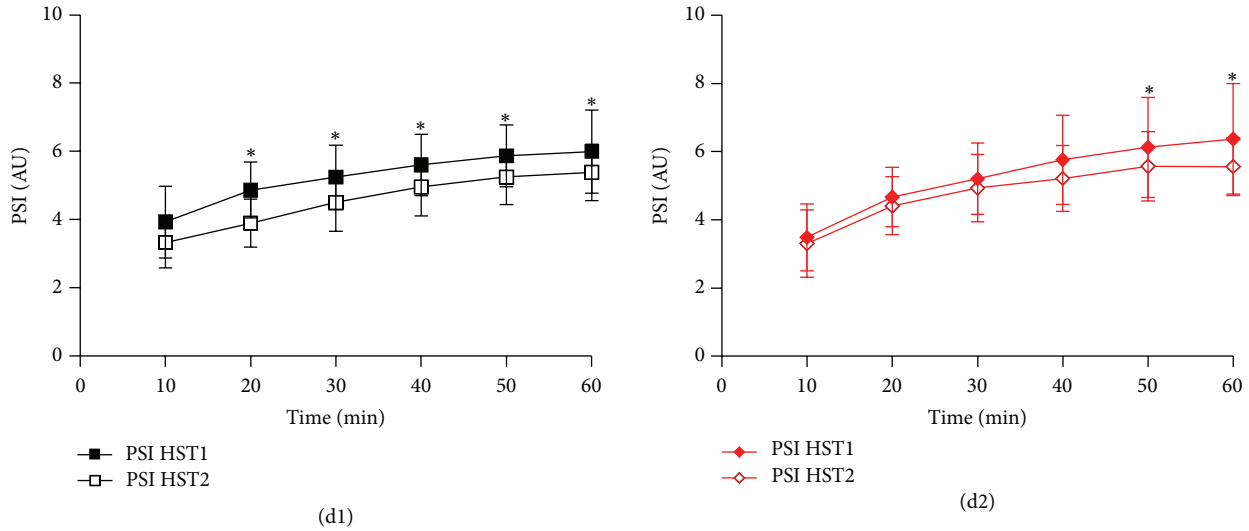 10
8
6
4
2
0
PSI (AU)
* * * * *
0 10 20 30 40 50 60
Time (min)
PSI HST1
PSI HST2
(d1)
10
8
6
4
2
0
PSI (AU)
* *
0 10 20 30 40 50 60
Time (min)
PSI HST1
PSI HST2
(d2)